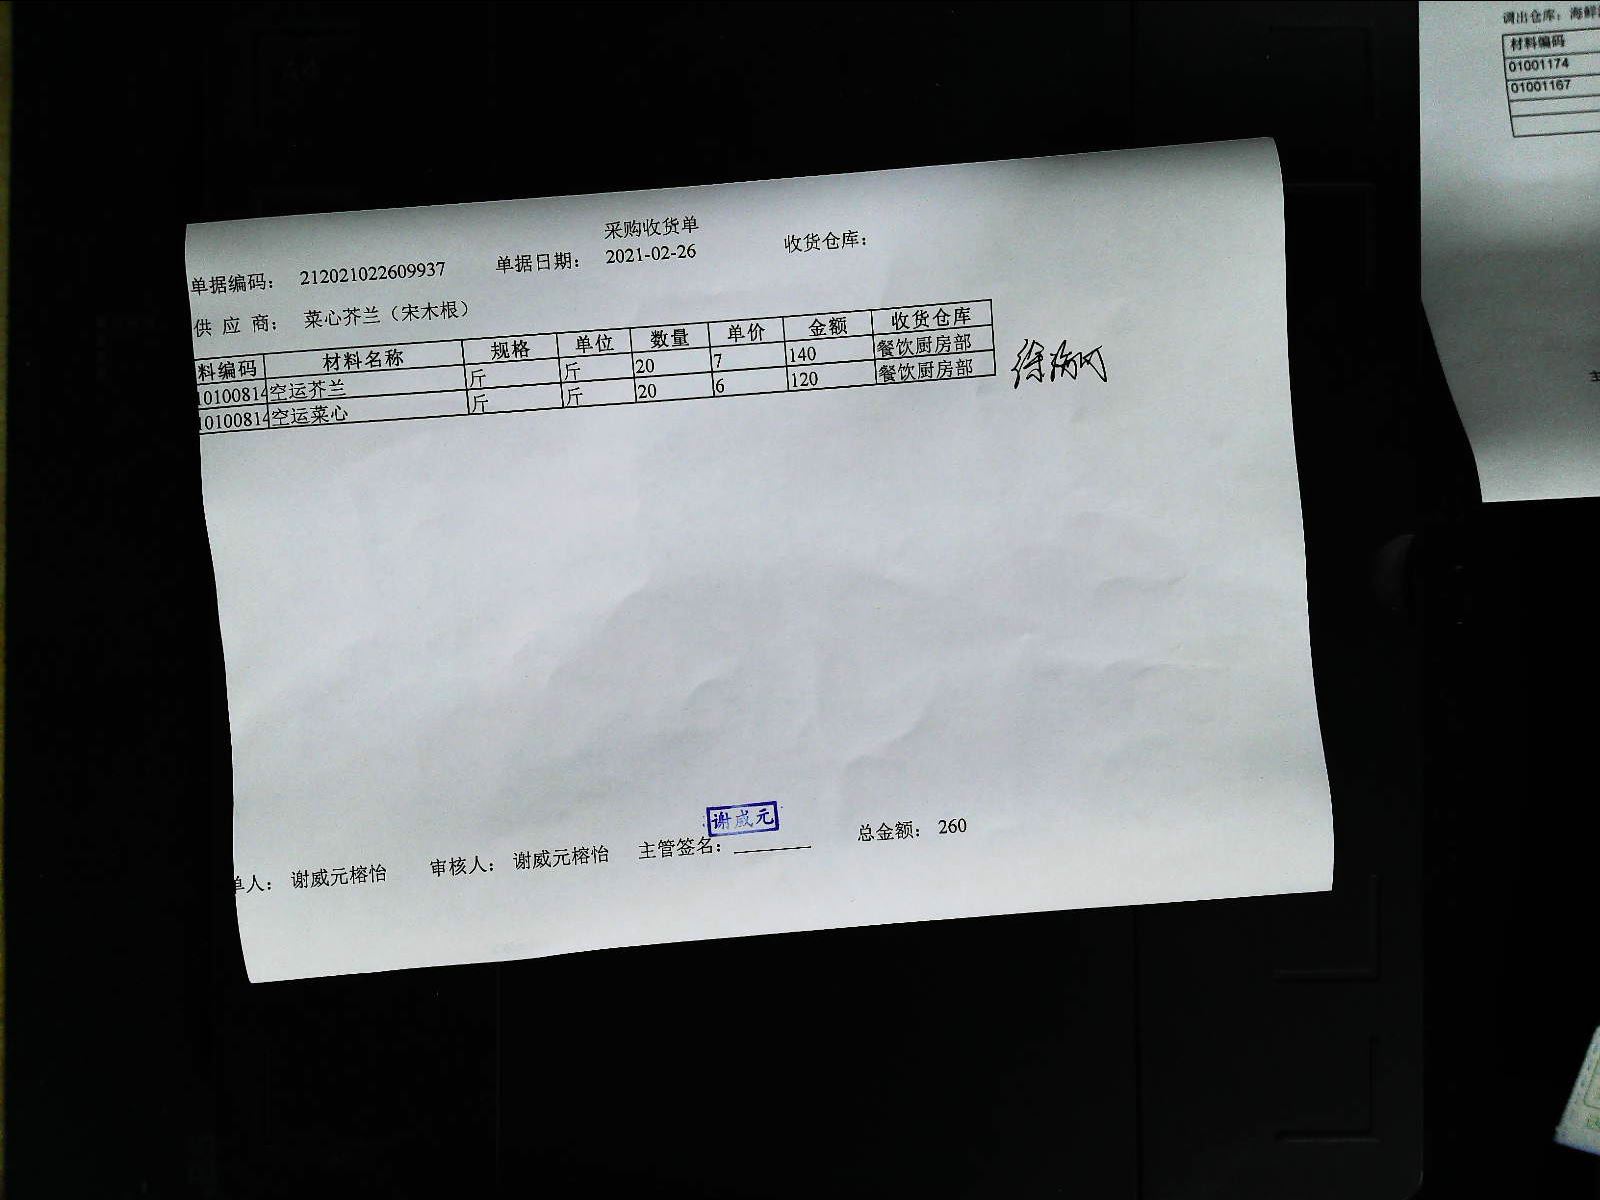 采购收货单
单据编码： 212021022609937 单据日期： 2021-02-26 收货仓库：
供 应 商： 菜心芥兰（宋木根）
料编码 材料名称 规格 单位 数量 单价 金额 收货仓库
10100814 空运芥兰 斤 斤 20 7 140 餐饮厨房部
10100814 空运菜心 斤 斤 20 6 120 餐饮厨房部
谢威元
单人： 谢威元榕怡 审核人： 谢威元榕怡 主管签名： 总金额： 260
调出仓库： 海鲜
材料编码
01001174
01001167
主